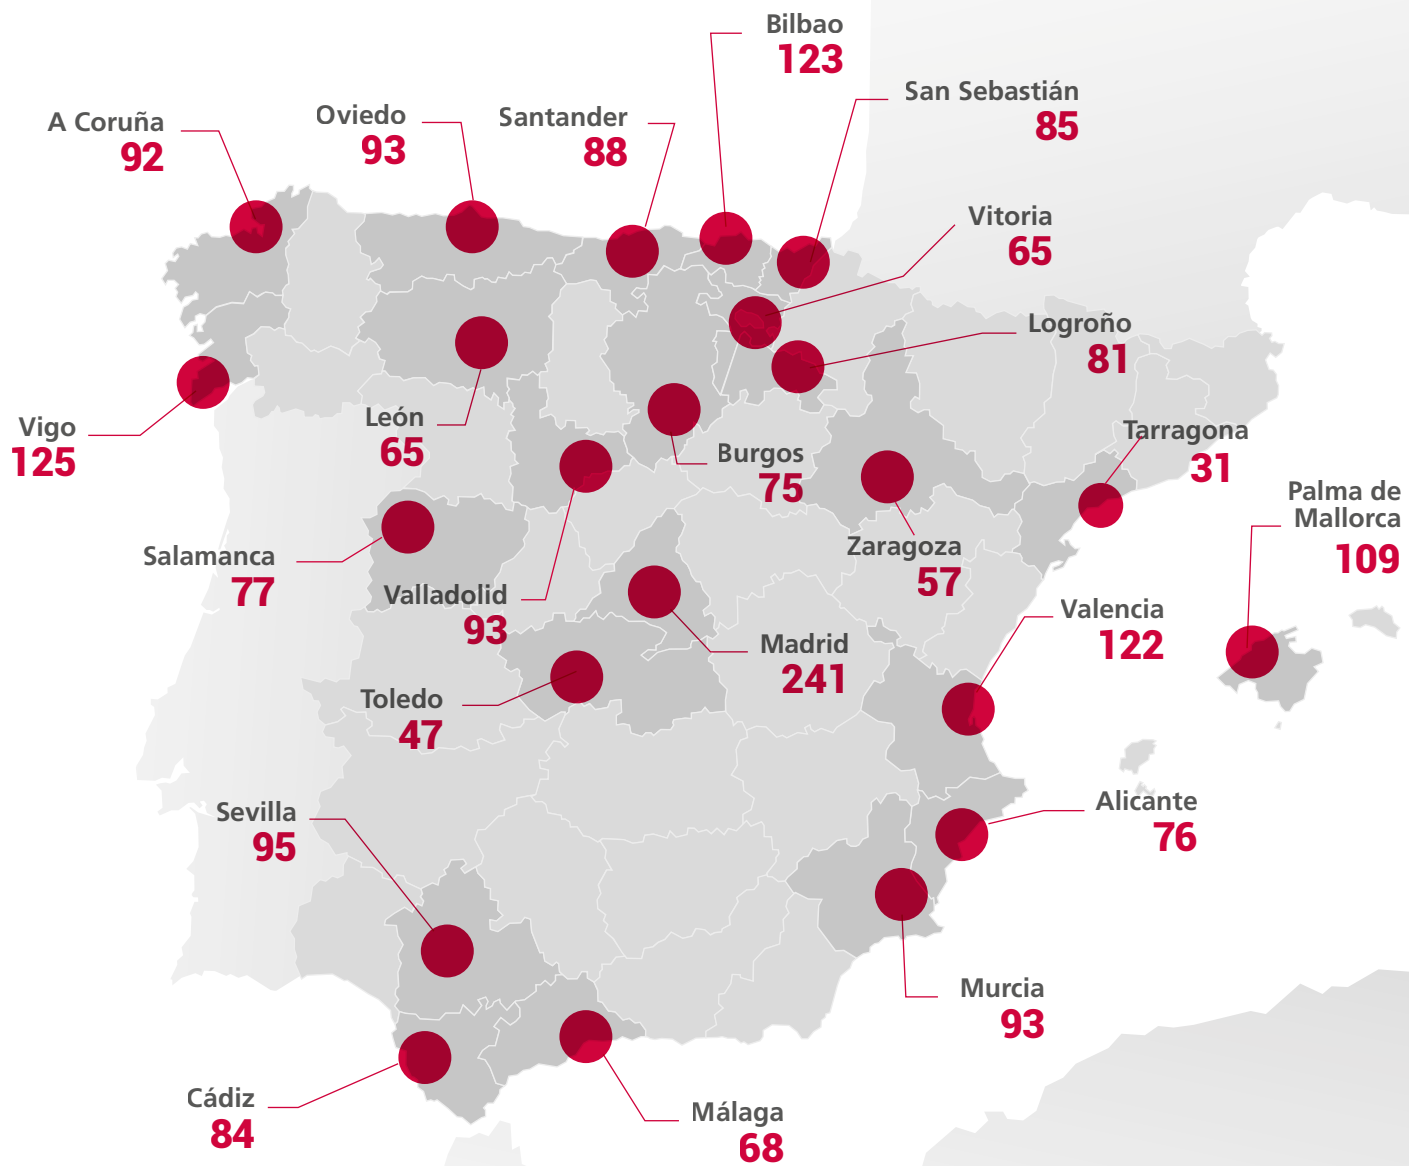 Bilbao
123
San Sebastián
85
A Coruña
92
Oviedo
93
Santander
88
Vitoria
65
Logroño
81
Vigo
125
León
65
Burgos
75
Tarragona
31
Palma de
Mallorca
109
Salamanca
77
Valladolid
93
Zaragoza
57
Valencia
122
Madrid
241
Toledo
47
Sevilla
95
Alicante
76
Murcia
93
Cádiz
84
Málaga
68